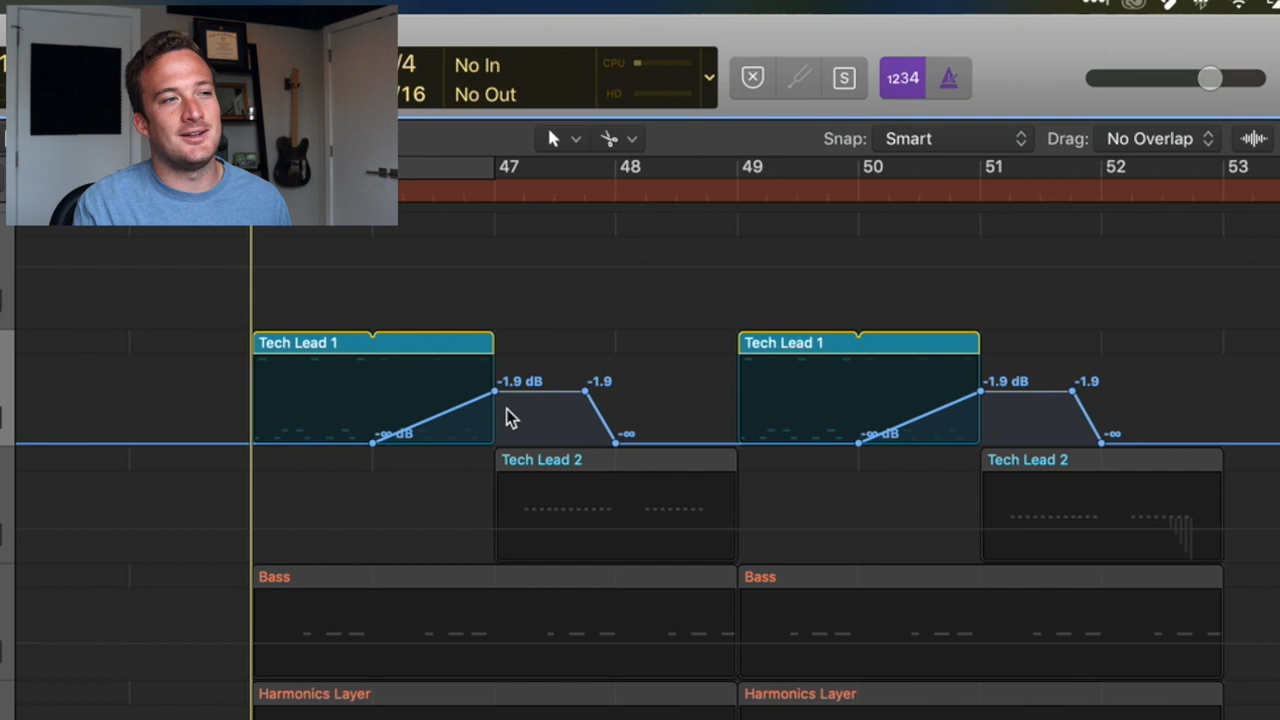 /4
No In
CPU
/16
No Out
HD
S
1234
Snap: Smart
Drag: No Overlap
47 48 49 50 51 52 53
Tech Lead 1
Tech Lead 1
-1.9 dB -1.9
-1.9 dB -1.9
-∞ dB -∞
-∞ dB -∞
Tech Lead 2
Tech Lead 2
Bass
Bass
Harmonics Layer
Harmonics Layer